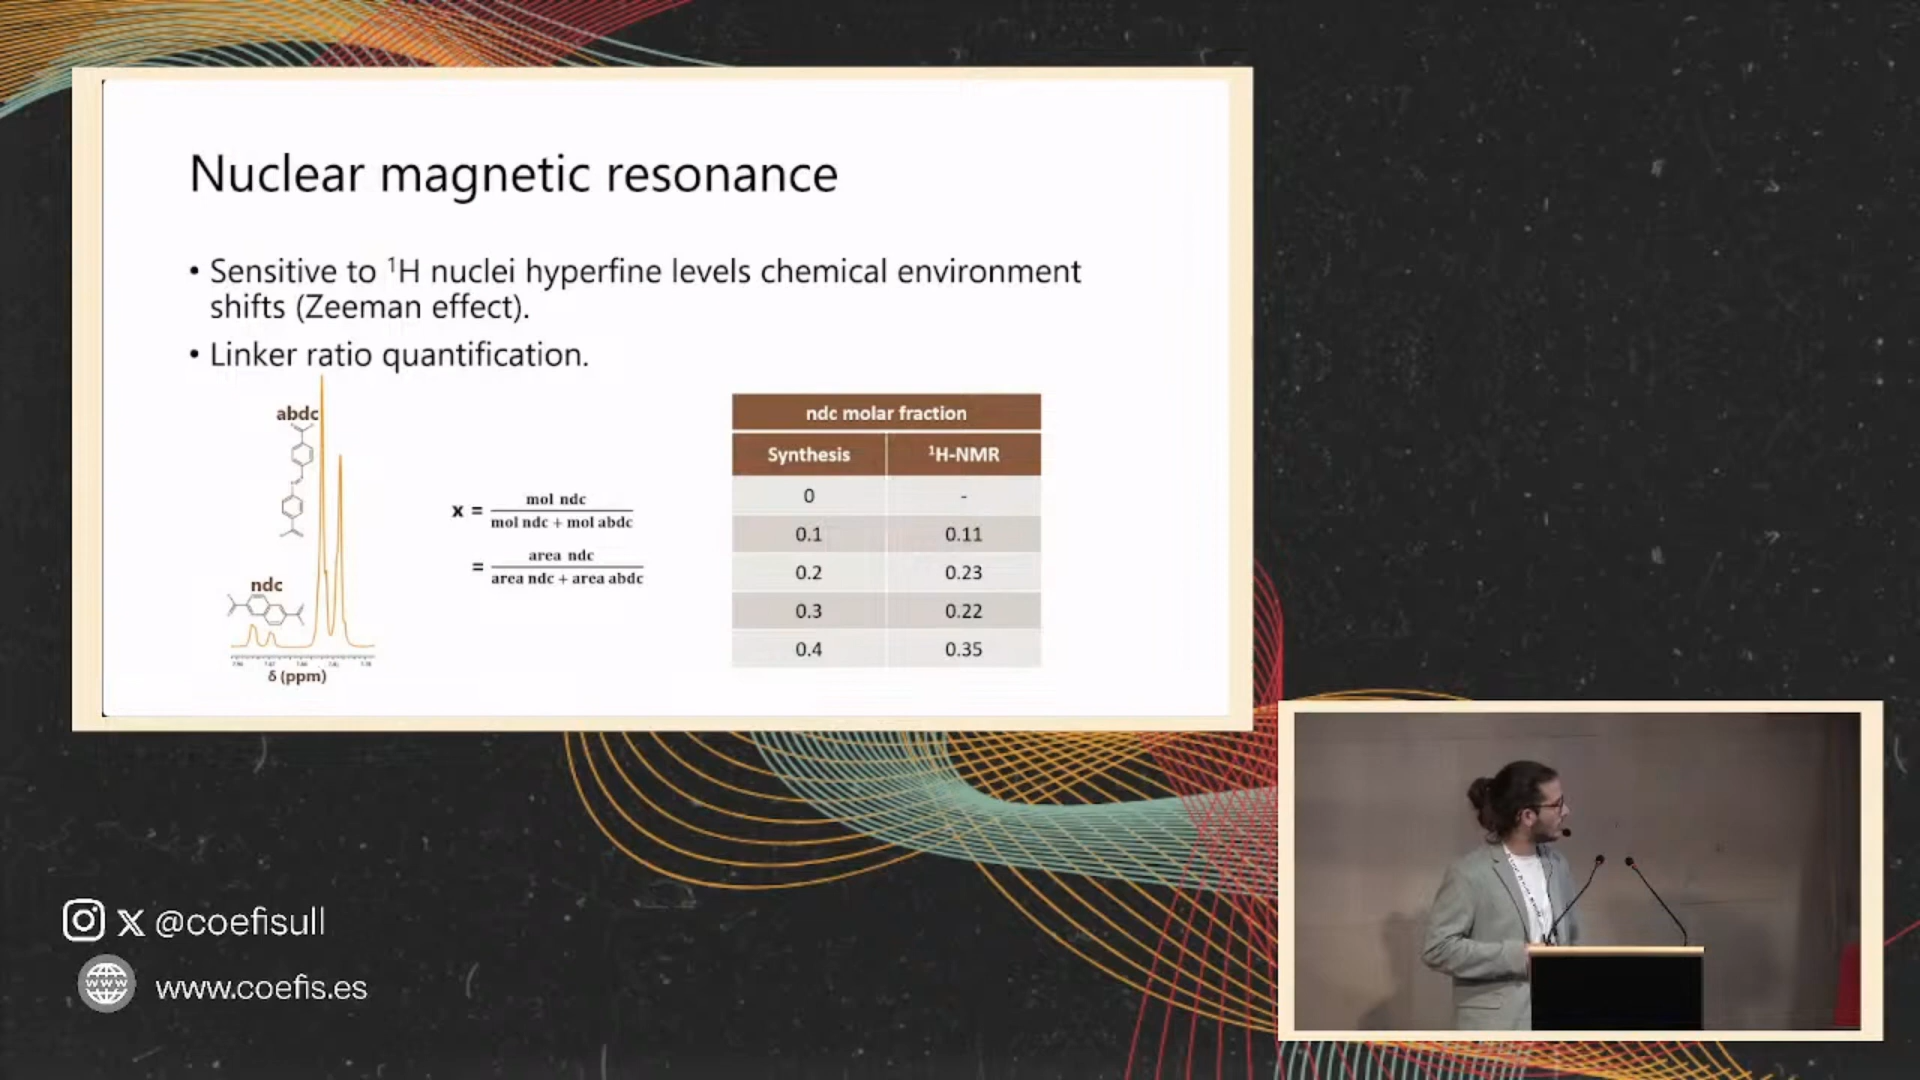 Nuclear magnetic resonance
• Sensitive to ¹H nuclei hyperfine levels chemical environment
shifts (Zeeman effect).
• Linker ratio quantification.
abdc
ndc
δ (ppm)
x = mol ndc
mol ndc + mol abdc
= area ndc
area ndc + area abdc
ndc molar fraction
Synthesis ¹H-NMR
0 -
0.1 0.11
0.2 0.23
0.3 0.22
0.4 0.35
@coefisull
www
www.coefis.es